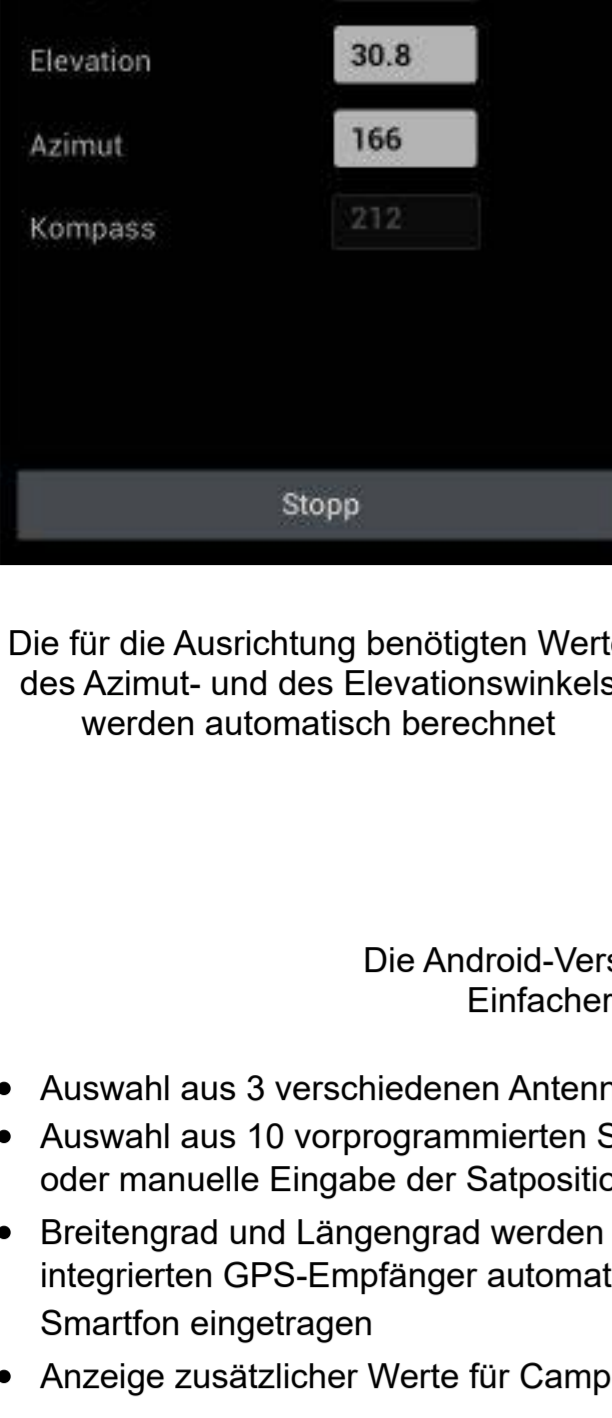 Elevation 30.8
Azimut 166
Kompass 212
Stopp
Die für die Ausrichtung benötigten Werte
des Azimut- und des Elevationswinkels
werden automatisch berechnet
Die Android-Vers
Einfacher
• Auswahl aus 3 verschiedenen Antenn
• Auswahl aus 10 vorprogrammierten S
oder manuelle Eingabe der Satpositio
• Breitengrad und Längengrad werden
integrierten GPS-Empfänger automat
Smartfon eingetragen
• Anzeige zusätzlicher Werte für Camp